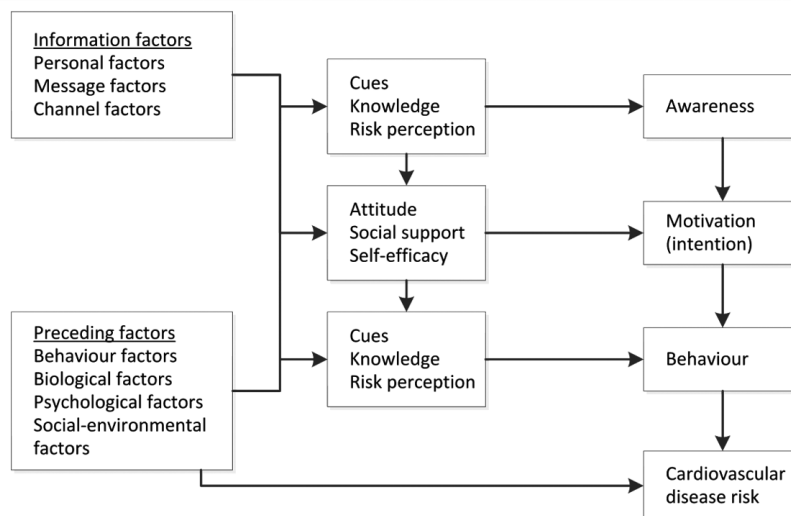 Information factors
Personal factors
Message factors
Channel factors
Cues
Knowledge
Risk perception
Awareness
Attitude
Social support
Self-efficacy
Motivation
(intention)
Preceding factors
Behaviour factors
Biological factors
Psychological factors
Social-environmental
factors
Cues
Knowledge
Risk perception
Behaviour
Cardiovascular
disease risk